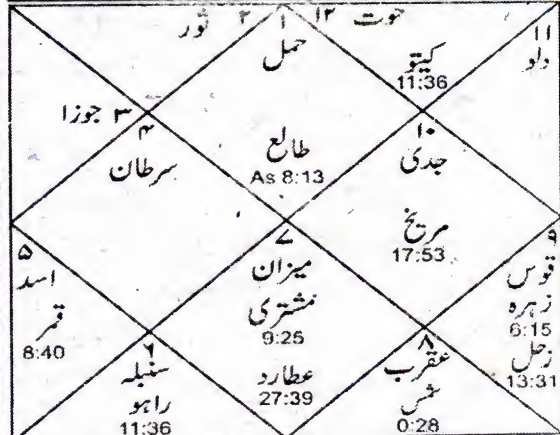 ثور ۲ ۱ ۱۲ حوت
حمل
کیتو
11:36
۱۱
دلو
۳ جوزا
۴
سرطان
طالع
As 8:13
۱۰
جدی
مریخ
17:53
۵
اسد
قمر
8:40
۷
میزان
مشتری
9:25
عطارد
27:39
۹
قوس
زہرہ
6:15
زحل
13:31
۶
سنبلہ
راہو
11:36
۸
عقرب
شمس
0:28